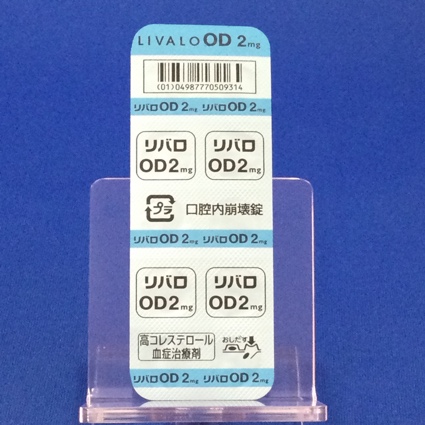 LIVALO OD 2mg
(01)04987770509314
リバロOD 2mg リバロOD 2mg
リバロ リバロ
OD2mg OD2mg
プラ 口腔内崩壊錠
リバロOD 2mg リバロOD 2mg
リバロ リバロ
OD2mg OD2mg
高コレステロール おしだす
血症治療剤
リバロOD 2mg リバロOD 2mg